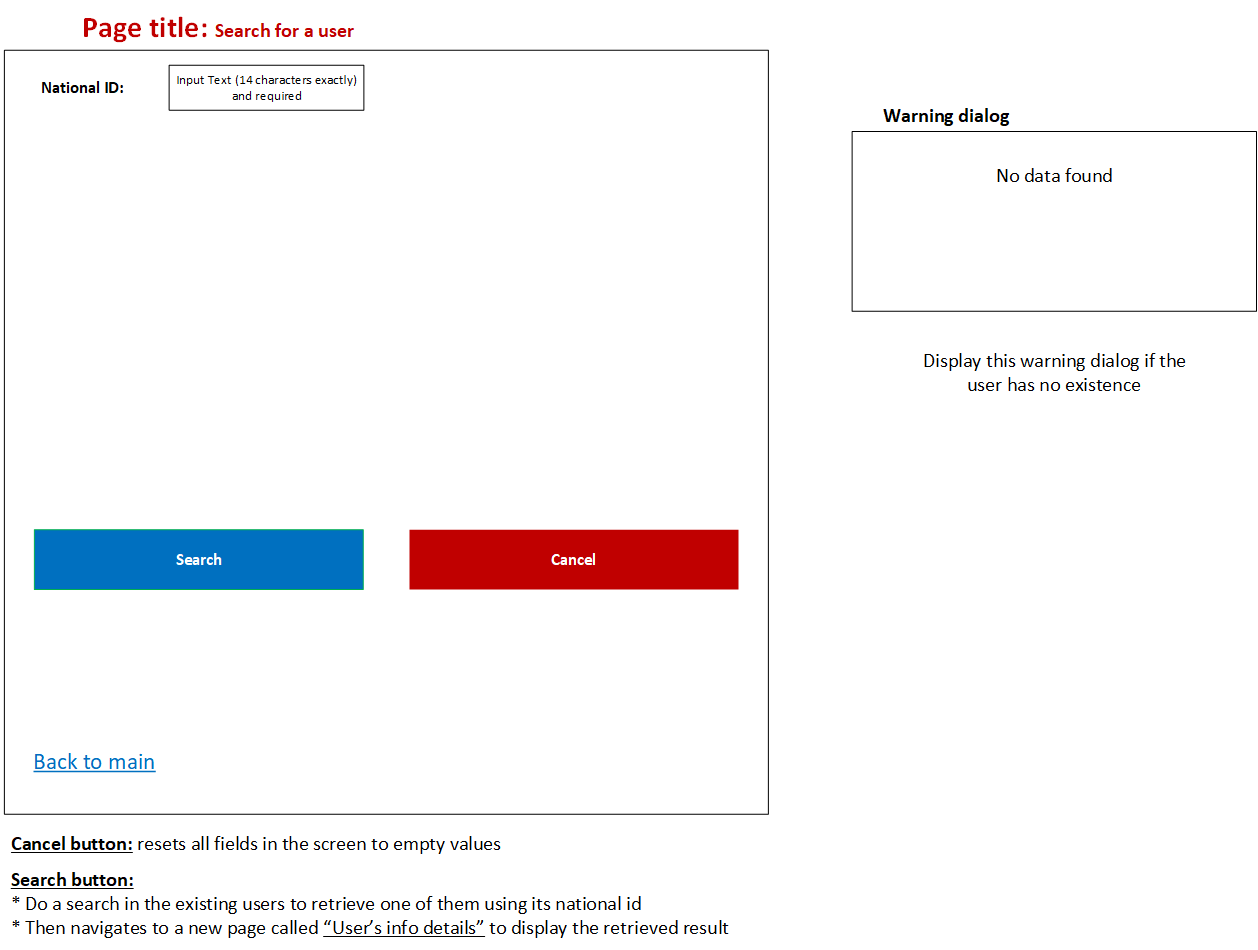 Page title: Search for a user
National ID:
Input Text (14 characters exactly)
and required
Warning dialog
No data found
Display this warning dialog if the
user has no existence
Search
Cancel
Back to main
Cancel button: resets all fields in the screen to empty values
Search button:
* Do a search in the existing users to retrieve one of them using its national id
* Then navigates to a new page called “User’s info details” to display the retrieved result